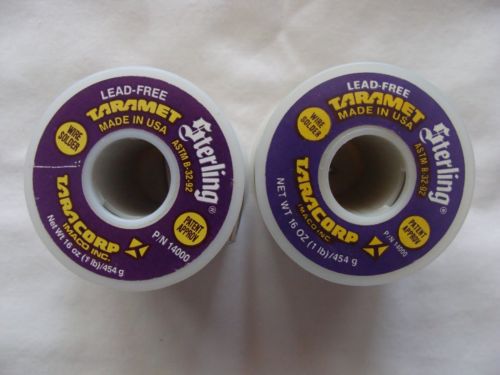 LEAD-FREE
TARAMET
MADE IN USA
WIRE
SOLDER
Sterling®
ASTM B-32-92
TARACORP
IMACO INC.
PATENT
APPROV
P/N 14000
Net Wt 16 oz (1 lb)/454 g
LEAD-FREE
TARAMET
MADE IN USA
WIRE
SOLDER
Sterling®
ASTM B-32-92
TARACORP
IMACO INC.
PATENT
APPROV
P/N 14000
NET WT 16 OZ (1 lb)/454 g